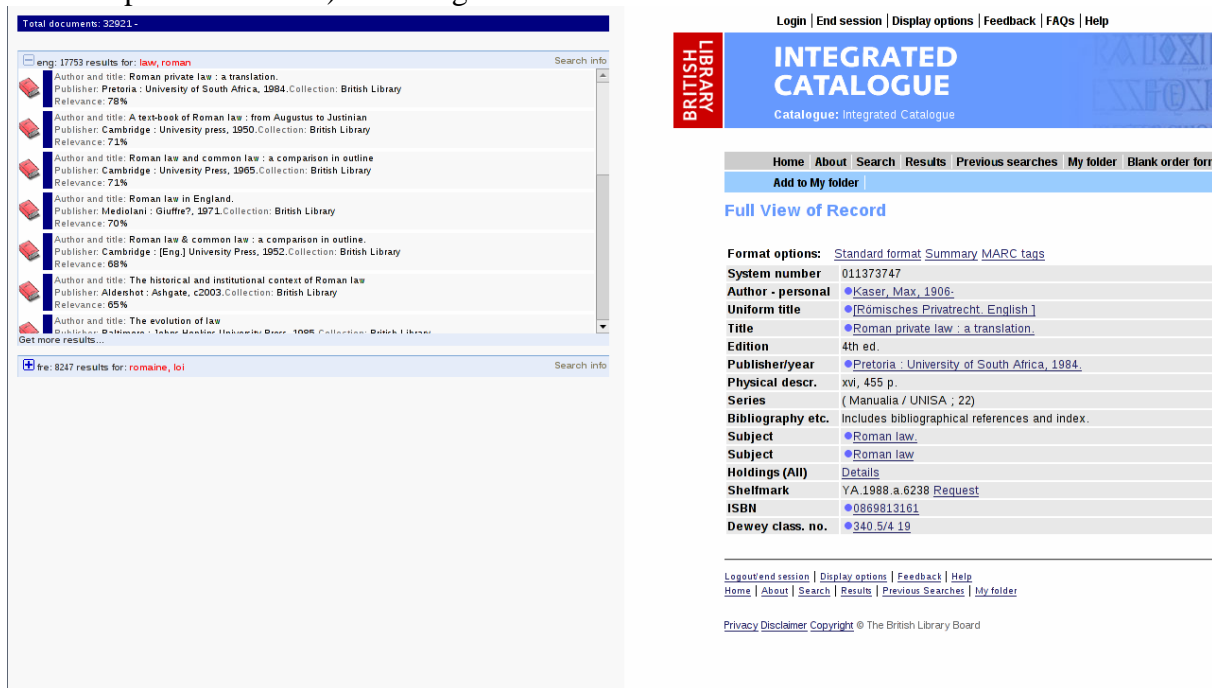 Total documents: 32921 -
eng: 17753 results for: law, roman Search info
Author and title: Roman private law : a translation.
Publisher: Pretoria : University of South Africa, 1984.Collection: British Library
Relevance: 78%
Author and title: A text-book of Roman law : from Augustus to Justinian
Publisher: Cambridge : University press, 1950.Collection: British Library
Relevance: 71%
Author and title: Roman law and common law : a comparison in outline
Publisher: Cambridge : University Press, 1965.Collection: British Library
Relevance: 71%
Author and title: Roman law in England.
Publisher: Mediolani : Giuffre?, 1971.Collection: British Library
Relevance: 70%
Author and title: Roman law & common law : a comparison in outline.
Publisher: Cambridge : [Eng.] University Press, 1952.Collection: British Library
Relevance: 68%
Author and title: The historical and institutional context of Roman law
Publisher: Aldershot : Ashgate, c2003.Collection: British Library
Relevance: 65%
Author and title: The evolution of law
Publisher: Baltimore : Johns Hopkins University Press, 1985.Collection: British Library
Get more results...
fre: 8247 results for: romaine, loi Search info
Login | End session | Display options | Feedback | FAQs | Help
BRITISH LIBRARY
INTEGRATED
CATALOGUE
Catalogue: Integrated Catalogue
Home About Search Results Previous searches My folder Blank order for
Add to My folder
Full View of Record
Format options: Standard format Summary MARC tags
System number 011373747
Author - personal Kaser, Max, 1906-
Uniform title [Römisches Privatrecht. English ]
Title Roman private law : a translation.
Edition 4th ed.
Publisher/year Pretoria : University of South Africa, 1984.
Physical descr. xvi, 455 p.
Series ( Manualia / UNISA ; 22)
Bibliography etc. Includes bibliographical references and index.
Subject Roman law.
Subject Roman law
Holdings (All) Details
Shelfmark YA.1988.a.6238 Request
ISBN 0869813161
Dewey class. no. 340.5/4 19
Logout/end session | Display options | Feedback | Help
Home | About | Search | Results | Previous Searches | My folder
Privacy Disclaimer Copyright © The British Library Board